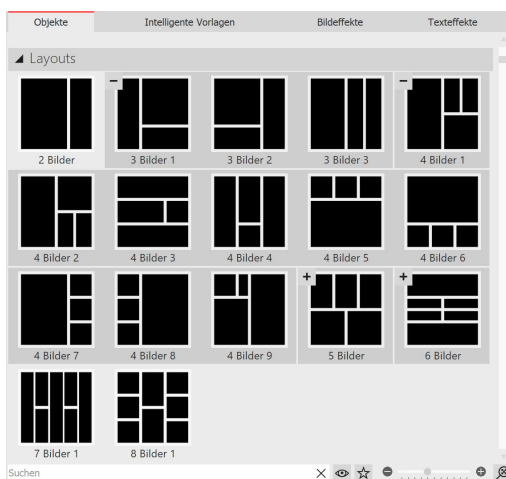 Objekte Intelligente Vorlagen Bildeffekte Texteffekte
Layouts
2 Bilder 3 Bilder 1 3 Bilder 2 3 Bilder 3 4 Bilder 1
4 Bilder 2 4 Bilder 3 4 Bilder 4 4 Bilder 5 4 Bilder 6
4 Bilder 7 4 Bilder 8 4 Bilder 9 5 Bilder 6 Bilder
7 Bilder 1 8 Bilder 1
Suchen